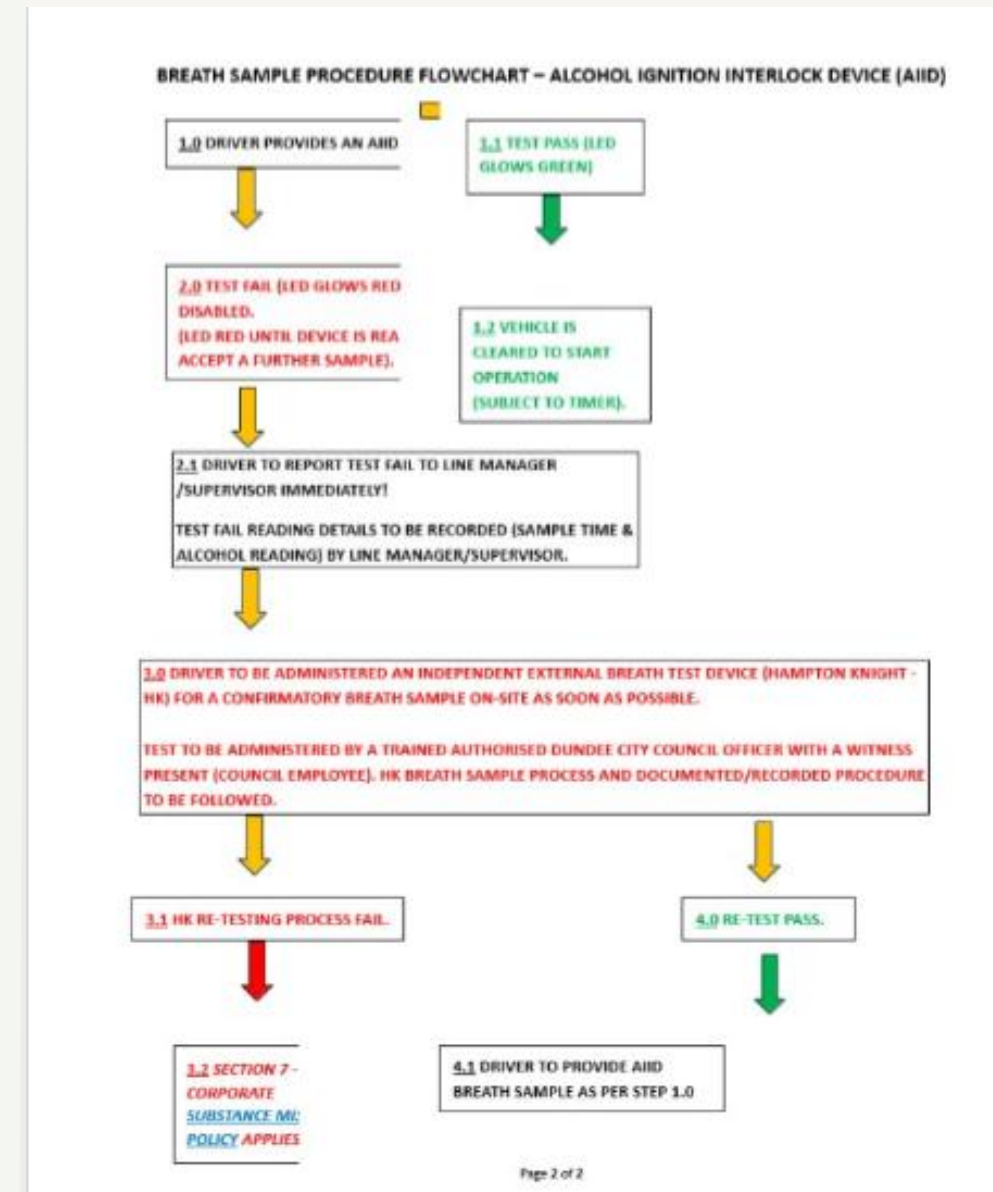 BREATH SAMPLE PROCEDURE FLOWCHART – ALCOHOL IGNITION INTERLOCK DEVICE (AIID)
1.0 DRIVER PROVIDES AN AIID
1.1 TEST PASS (LED
GLOWS GREEN)
2.0 TEST FAIL (LED GLOWS RED
DISABLED.
(LED RED UNTIL DEVICE IS REA
ACCEPT A FURTHER SAMPLE).
1.2 VEHICLE IS
CLEARED TO START
OPERATION
(SUBJECT TO TIMER).
2.1 DRIVER TO REPORT TEST FAIL TO LINE MANAGER
/SUPERVISOR IMMEDIATELY!
TEST FAIL READING DETAILS TO BE RECORDED (SAMPLE TIME &
ALCOHOL READING) BY LINE MANAGER/SUPERVISOR.
3.0 DRIVER TO BE ADMINISTERED AN INDEPENDENT EXTERNAL BREATH TEST DEVICE (HAMPTON KNIGHT -
HK) FOR A CONFIRMATORY BREATH SAMPLE ON-SITE AS SOON AS POSSIBLE.
TEST TO BE ADMINISTERED BY A TRAINED AUTHORISED DUNDEE CITY COUNCIL OFFICER WITH A WITNESS
PRESENT (COUNCIL EMPLOYEE). HK BREATH SAMPLE PROCESS AND DOCUMENTED/RECORDED PROCEDURE
TO BE FOLLOWED.
3.1 HK RE-TESTING PROCESS FAIL.
4.0 RE-TEST PASS.
3.2 SECTION 7 -
CORPORATE
SUBSTANCE MI
POLICY APPLIES
4.1 DRIVER TO PROVIDE AIID
BREATH SAMPLE AS PER STEP 1.0
Page 2 of 2